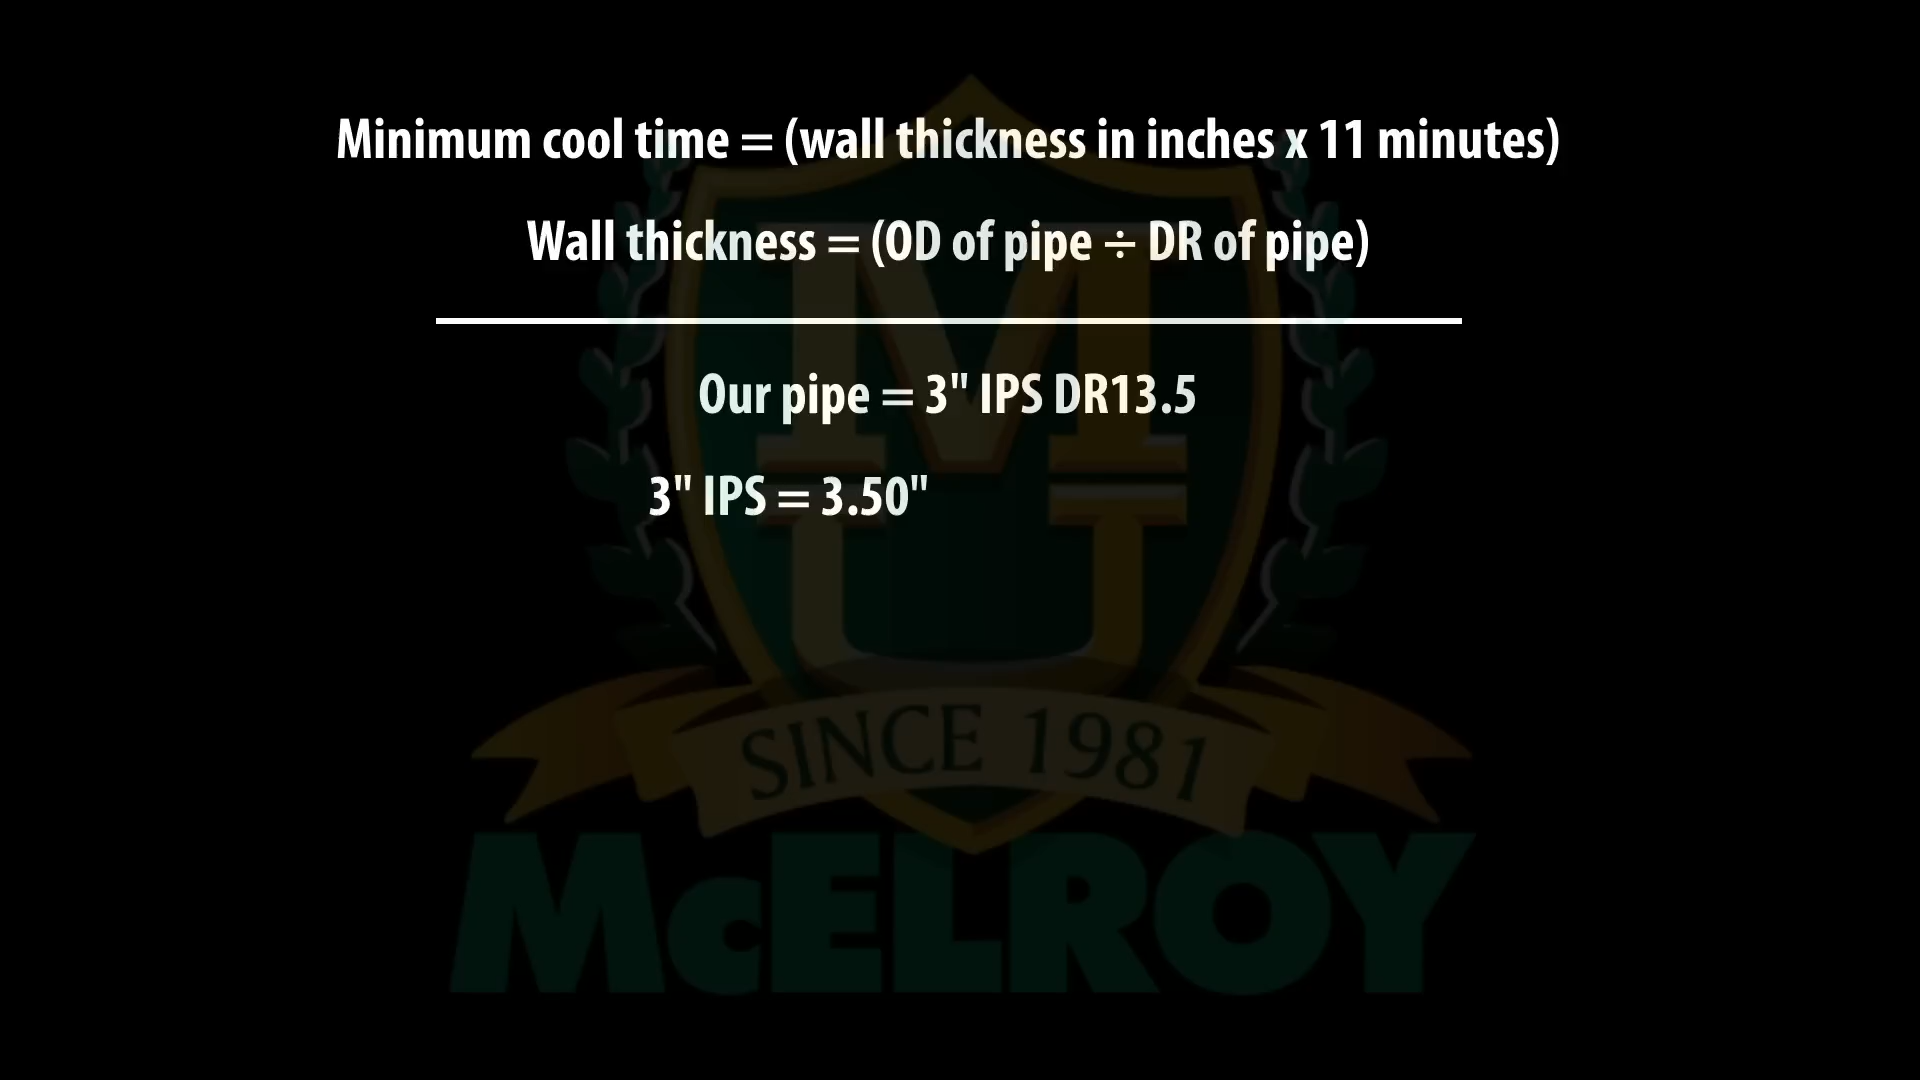 Minimum cool time = (wall thickness in inches x 11 minutes)
Wall thickness = (OD of pipe ÷ DR of pipe)
Our pipe = 3" IPS DR13.5
3" IPS = 3.50"
MU
SINCE 1981
McELROY